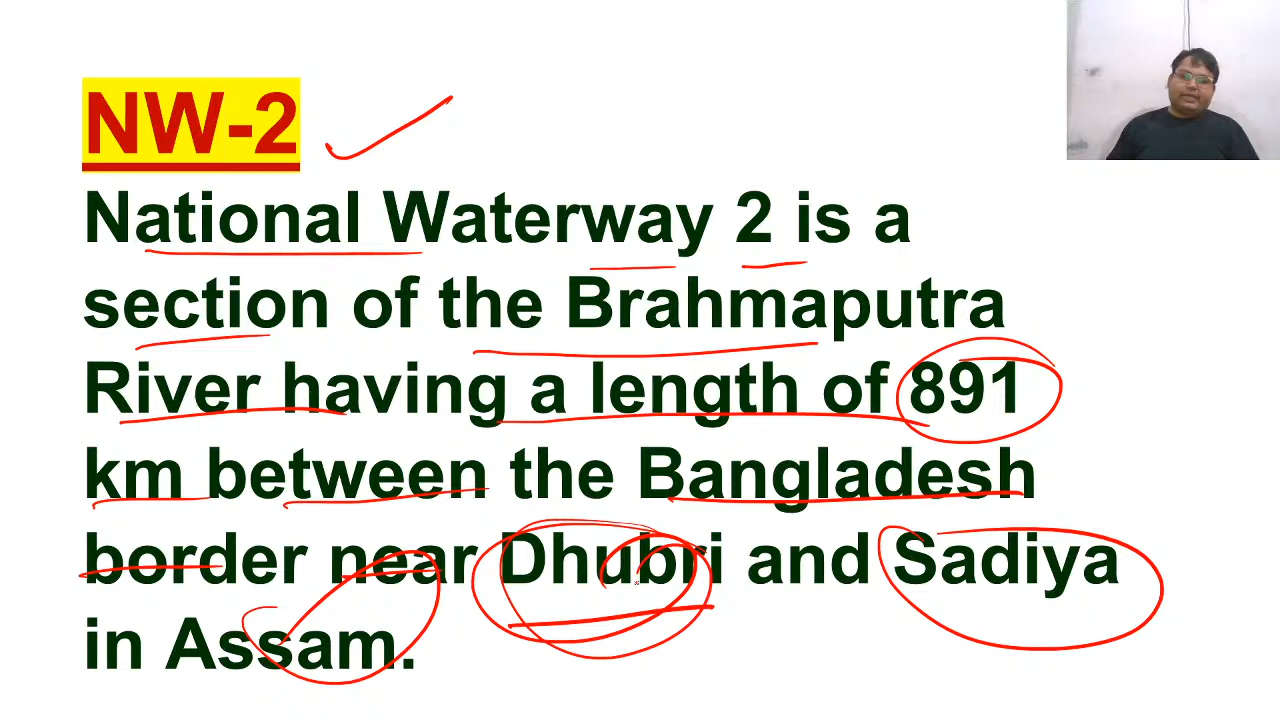 NW-2
National Waterway 2 is a
section of the Brahmaputra
River having a length of 891
km between the Bangladesh
border near Dhubri and Sadiya
in Assam.